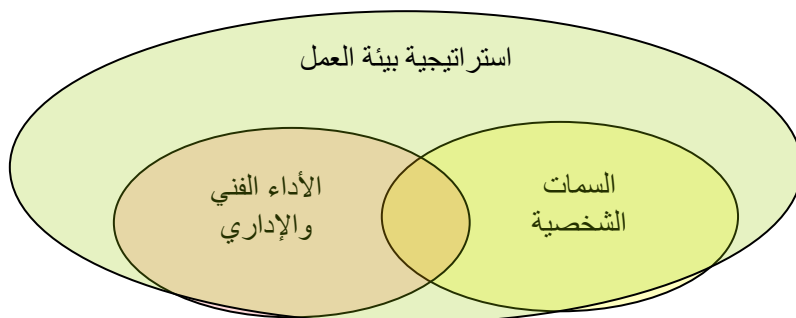 استراتيجية بيئة العمل
السمات
الشخصية
الأداء الفني
والإداري